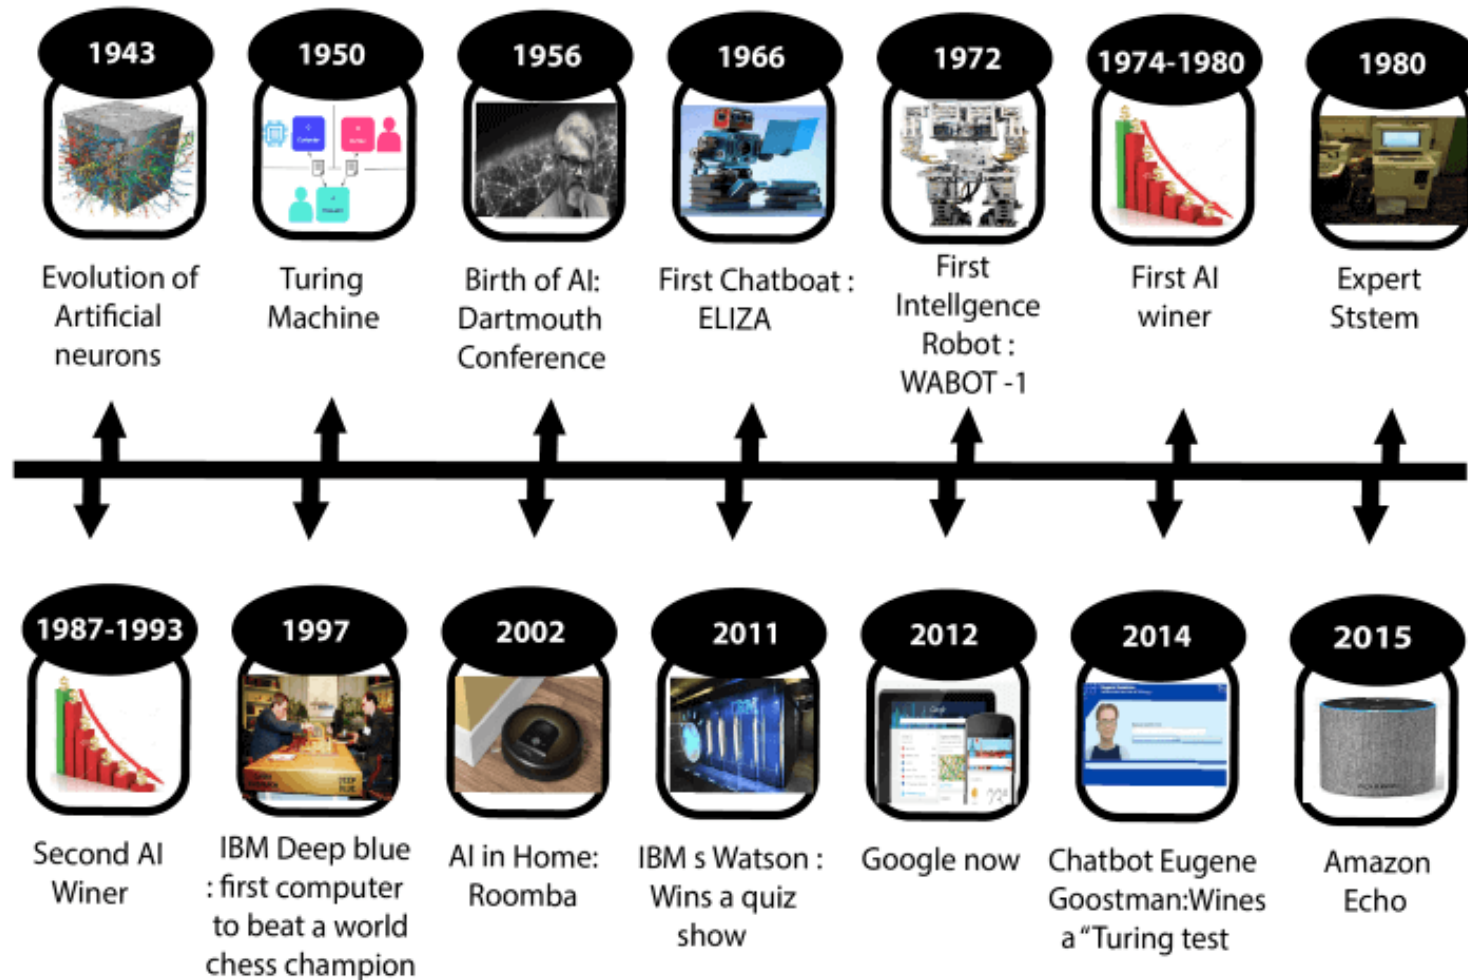 1943
Evolution of
Artificial
neurons
1950
Turing
Machine
1956
Birth of AI:
Dartmouth
Conference
1966
First Chatboat :
ELIZA
1972
First
Intellgence
Robot :
WABOT -1
1974-1980
First AI
winer
1980
Expert
Ststem
1987-1993
Second AI
Winer
1997
DEEP
BLUE
IBM Deep blue
: first computer
to beat a world
chess champion
2002
AI in Home:
Roomba
2011
IBM s Watson :
Wins a quiz
show
2012
Google
Google now
2014
Chatbot Eugene
Goostman:Wines
a “Turing test
2015
Amazon
Echo